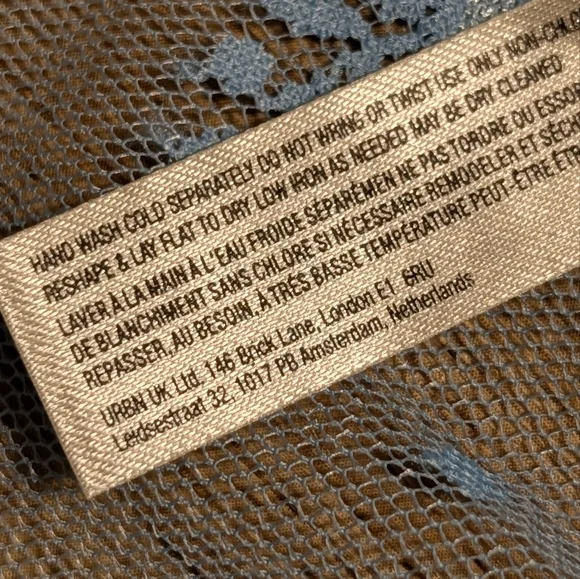 HAND WASH COLD SEPARATELY DO NOT WRING OR TWIST USE ONLY NON-CHLO
RESHAPE & LAY FLAT TO DRY LOW IRON AS NEEDED MAY BE DRY CLEANED
LAVER À LA MAIN À L'EAU FROIDE SÉPARÉMEN NE PAS TORDRE OU ESSOR
DE BLANCHIMENT SANS CHLORE SI NÉCESSAIRE REMODELER ET SÉCH
REPASSER, AU BESOIN, À TRÈS BASSE TEMPÉRATURE PEUT-ÊTRE ÊTR
URBN UK Ltd. 146 Brick Lane, London E1 6RU
Leidsestraat 32, 1017 PB Amsterdam, Netherlands